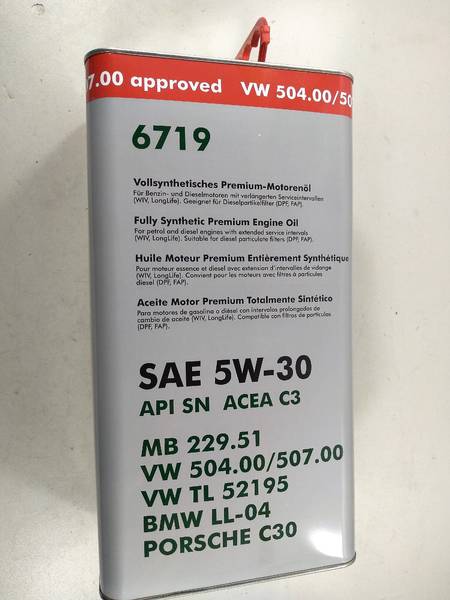 7.00 approved VW 504.00/50
6719
Vollsynthetisches Premium-Motorenöl
Für Benzin- und Dieselmotoren mit verlängerten Serviceintervallen
(WIV, LongLife). Geeignet für Dieselpartikelfilter (DPF, FAP).
Fully Synthetic Premium Engine Oil
For petrol and diesel engines with extended service intervals
(WIV, LongLife). Suitable for diesel particulate filters (DPF, FAP).
Huile Moteur Premium Entièrement Synthétique
Pour moteur essence et diesel avec extension d'intervalles de vidange
(WIV, LongLife). Convient pour les moteurs avec filtres à particules
diesel (DPF, FAP).
Aceite Motor Premium Totalmente Sintético
Para motores de gasolina o diésel con intervalos prolongados de
cambio de aceite (WIV, LongLife). Compatible con filtros de partículas
(DPF, FAP).
SAE 5W-30
API SN ACEA C3
MB 229.51
VW 504.00/507.00
VW TL 52195
BMW LL-04
PORSCHE C30